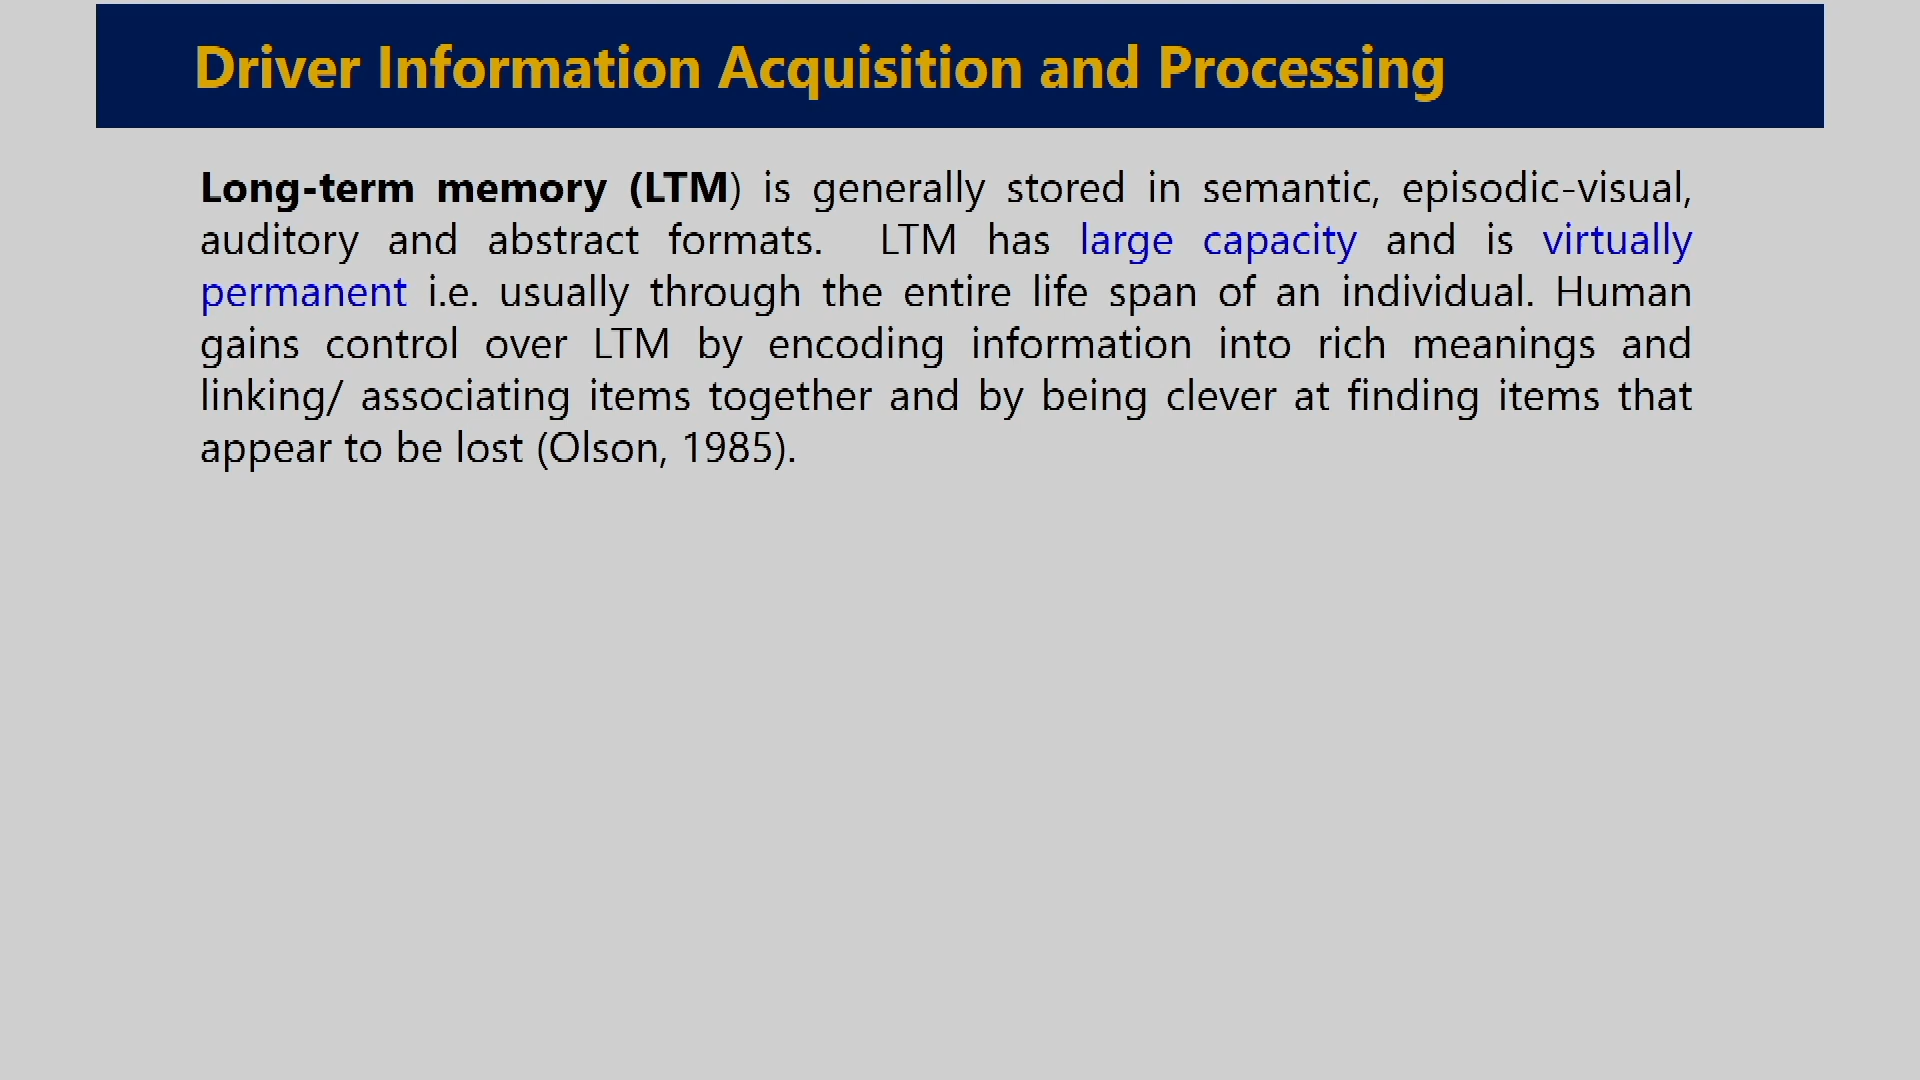 Driver Information Acquisition and Processing
Long-term memory (LTM) is generally stored in semantic, episodic-visual,
auditory and abstract formats. LTM has large capacity and is virtually
permanent i.e. usually through the entire life span of an individual. Human
gains control over LTM by encoding information into rich meanings and
linking/ associating items together and by being clever at finding items that
appear to be lost (Olson, 1985).